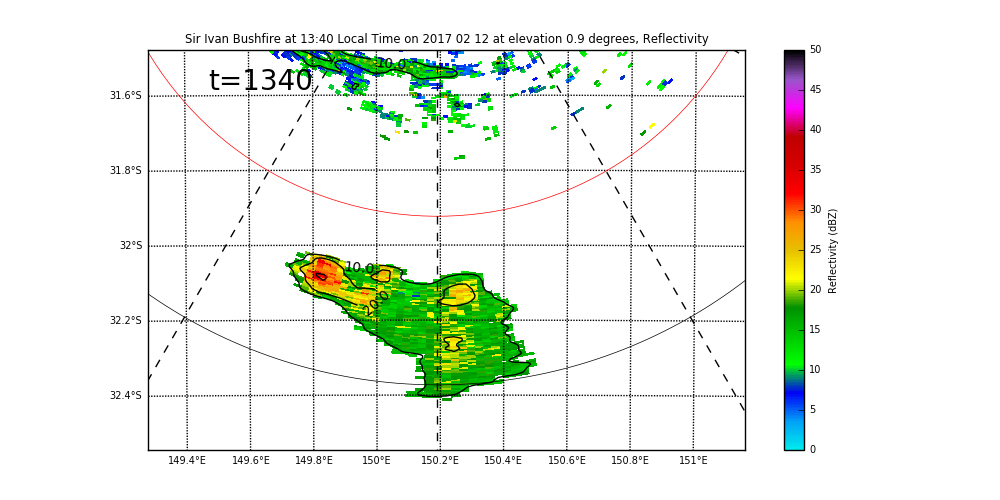 Sir Ivan Bushfire at 13:40 Local Time on 2017 02 12 at elevation 0.9 degrees, Reflectivity
t=1340
10.0
31.6°S
31.8°S
32°S
32.2°S
32.4°S
10.0
20.0
149.4°E 149.6°E 149.8°E 150°E 150.2°E 150.4°E 150.6°E 150.8°E 151°E
50
45
40
35
30
25
20
15
10
5
0
Reflectivity (dBZ)